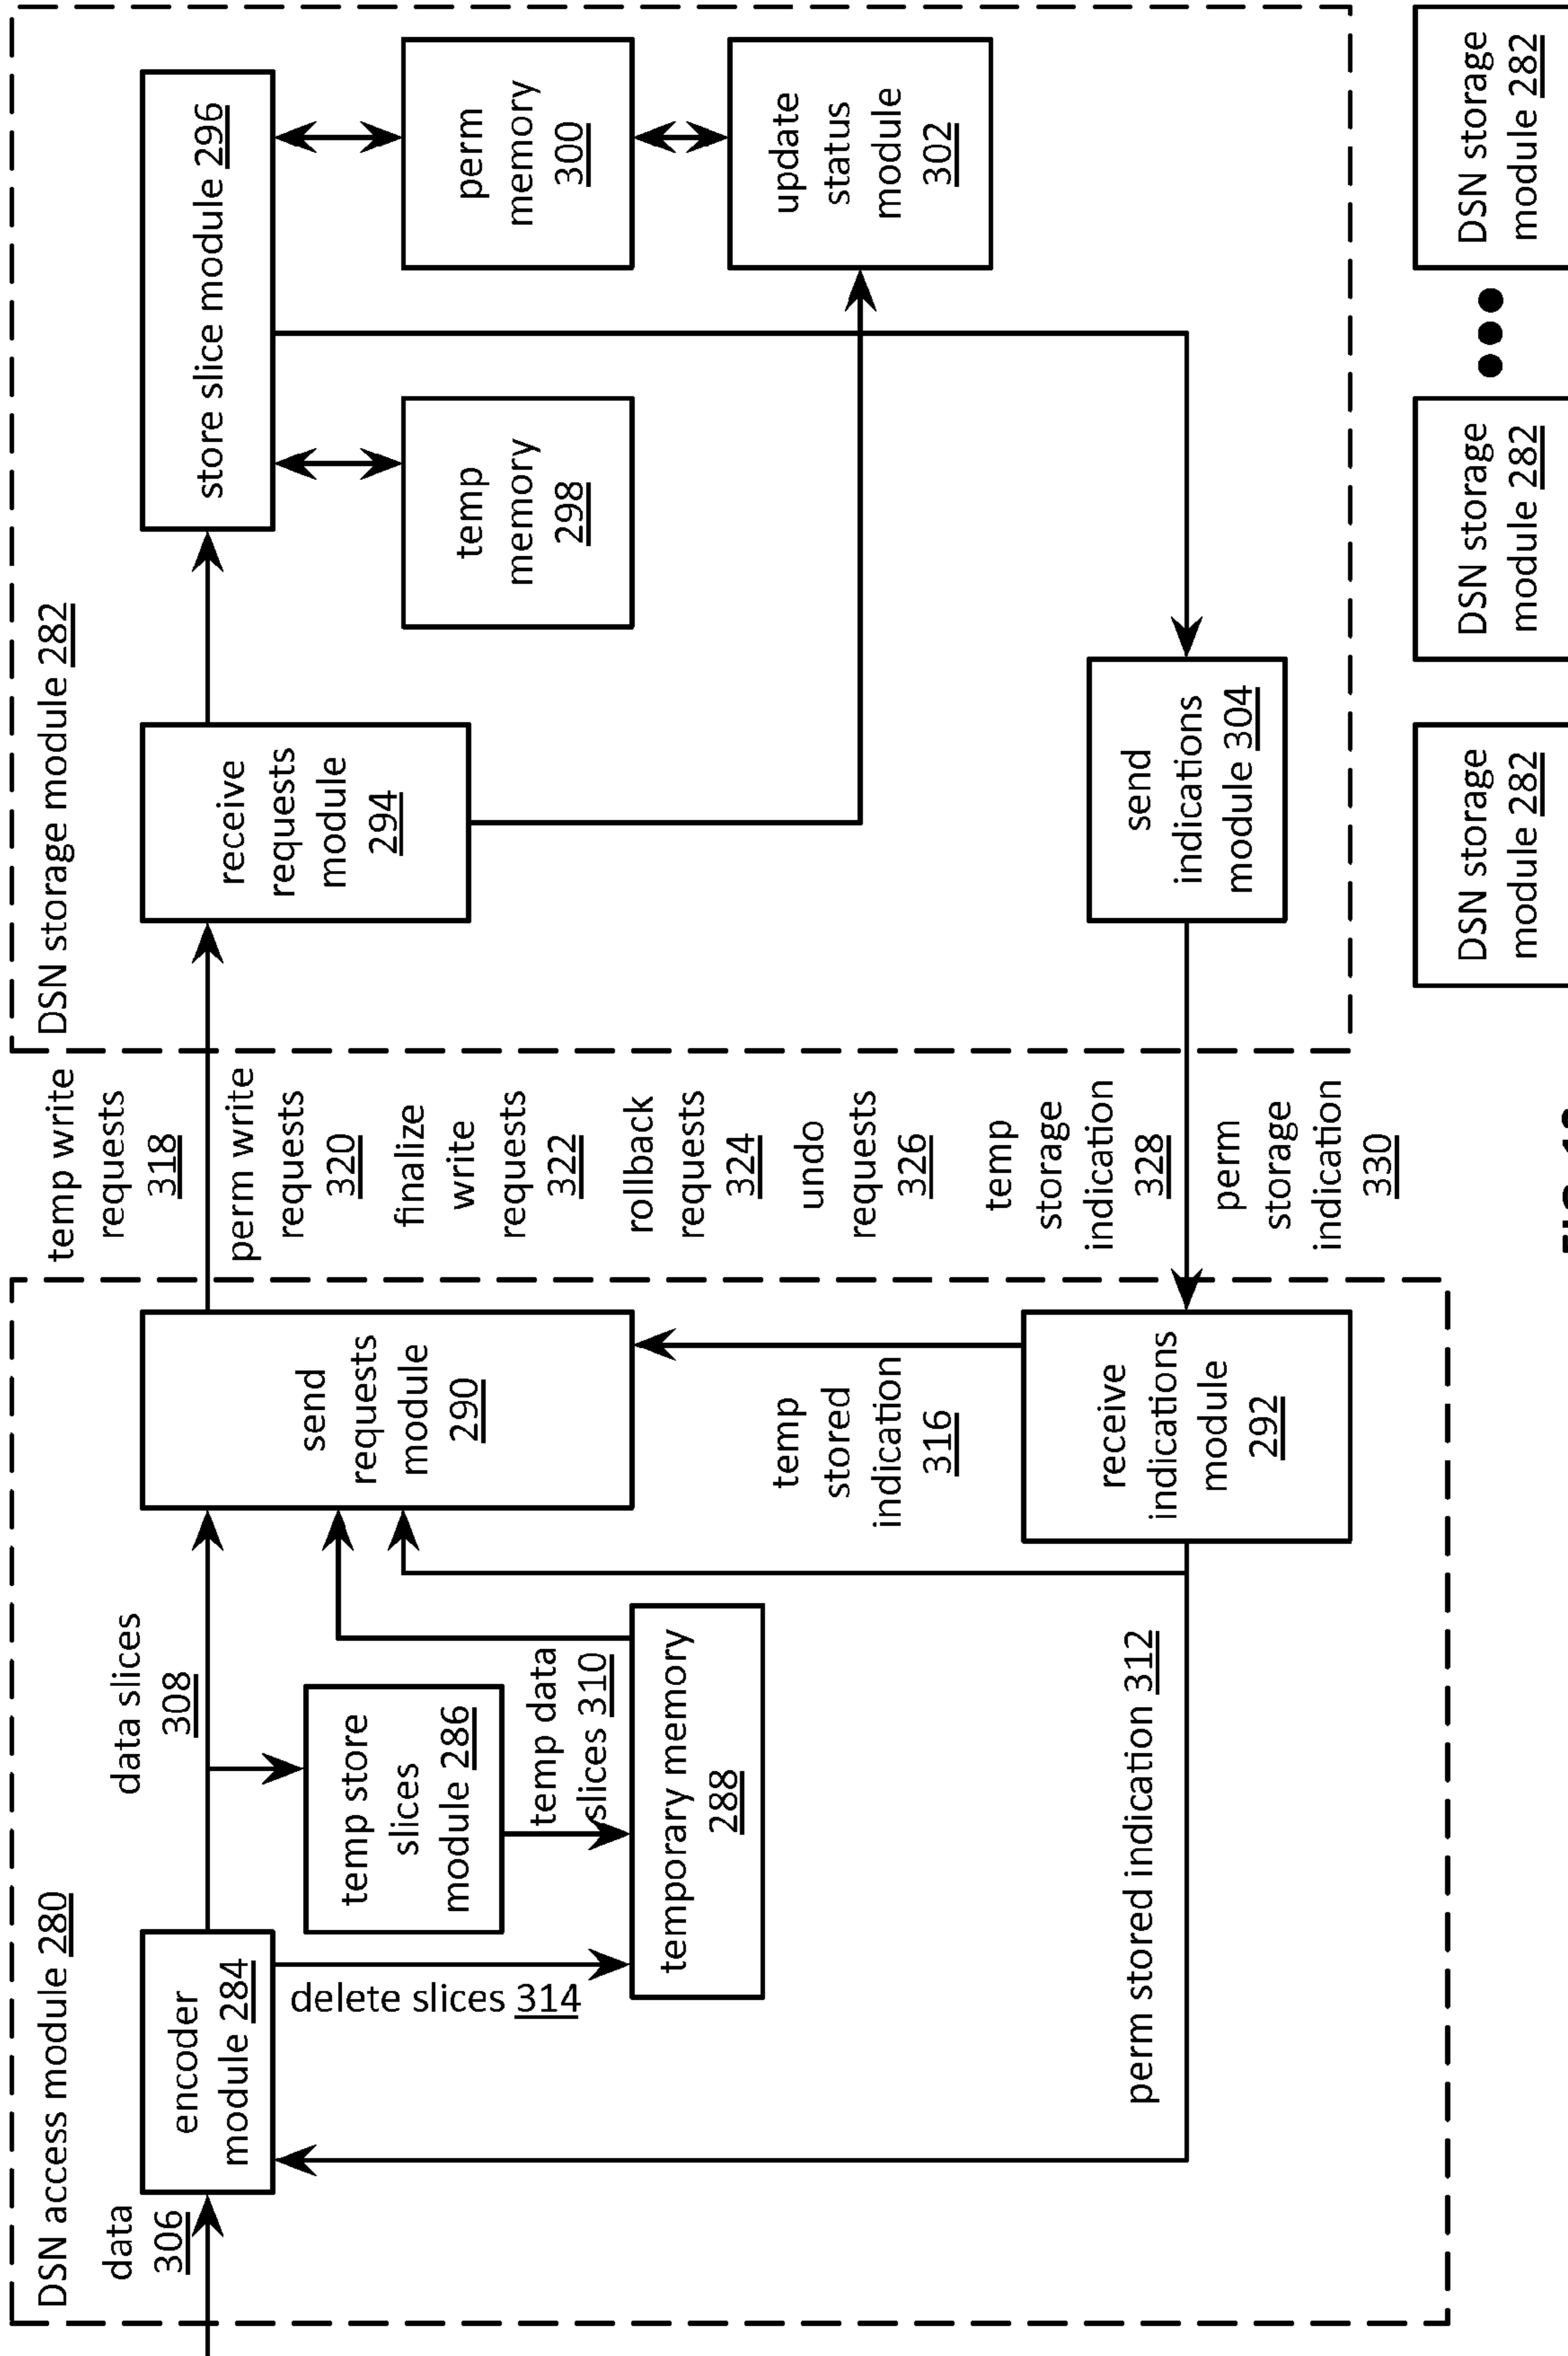 DSN access module 280
data
306
encoder
module 284
data slices
308
delete slices 314
temp store
slices
module 286
temp data
slices 310
temporary memory
288
send
requests
module
290
perm stored indication 312
temp
stored
indication
316
receive
indications
module
292
temp write
requests
318
perm write
requests
320
finalize
write
requests
322
rollback
requests
324
undo
requests
326
temp
storage
indication
328
perm
storage
indication
330
DSN storage module 282
receive
requests
module
294
store slice module 296
temp
memory
298
perm
memory
300
update
status
module
302
send
indications
module 304
DSN storage
module 282
DSN storage
module 282
DSN storage
module 282